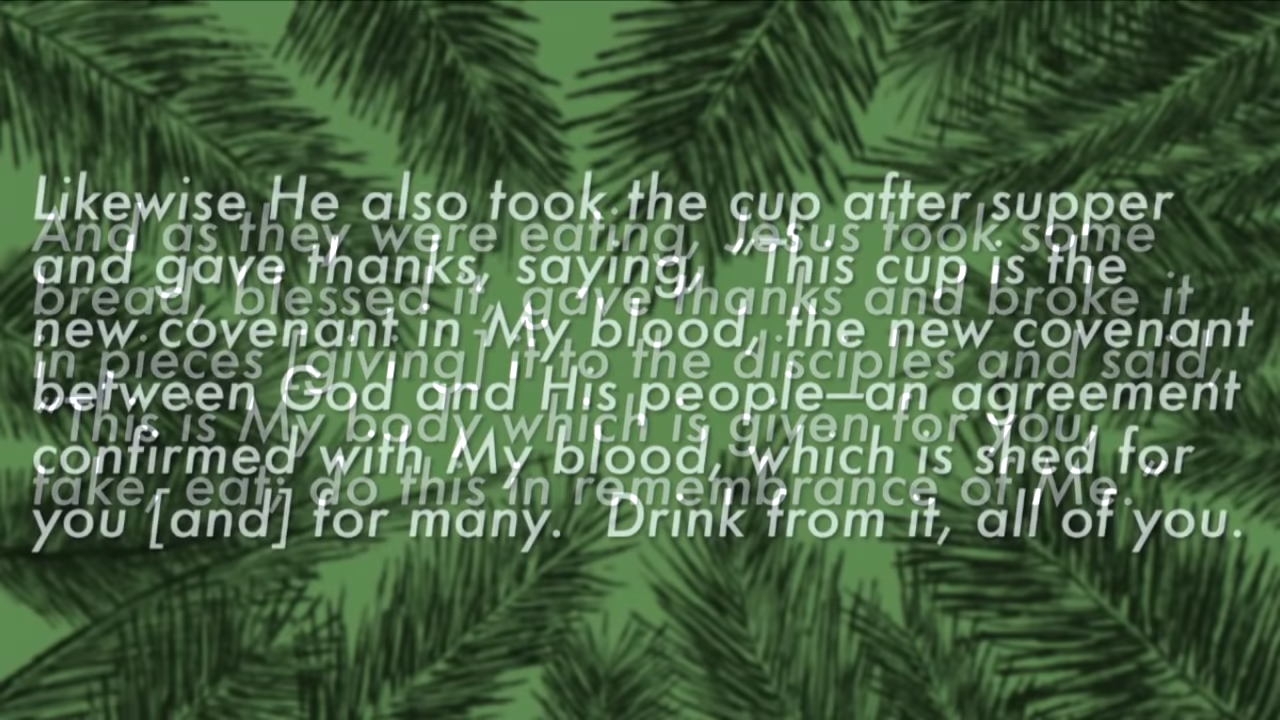 Likewise He also took the cup after supper
and gave thanks, saying, "This cup is the
new covenant in My blood, the new covenant
between God and His people—an agreement
confirmed with My blood, which is shed for
you [and] for many.  Drink from it, all of you.
And as they were eating, Jesus took some
bread, blessed it, gave thanks and broke it
in pieces [giving] it to the disciples and said,
"This is My body which is given for you,
take, eat; do this in remembrance of Me."